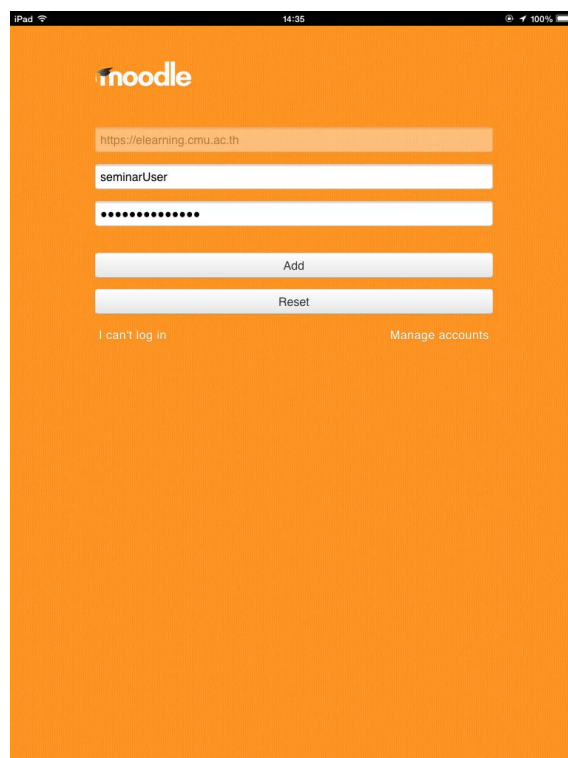 iPad 14:35 100%
moodle
https://elearning.cmu.ac.th
seminarUser
••••••••••••••
Add
Reset
I can't log in Manage accounts